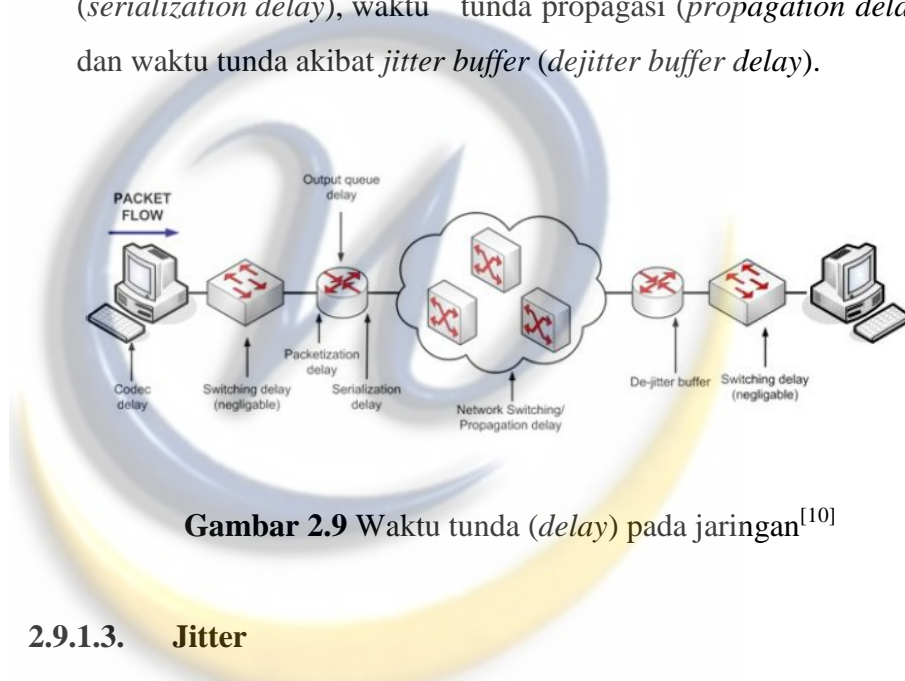 (serialization delay), waktu tunda propagasi (propagation dela
dan waktu tunda akibat jitter buffer (dejitter buffer delay).
PACKET
FLOW
Output queue
delay
Packetization
delay
Codec
delay
Switching delay
(negligable)
Serialization
delay
Network Switching/
Propagation delay
De-jitter buffer
Switching delay
(negligable)
Gambar 2.9 Waktu tunda (delay) pada jaringan[10]
2.9.1.3. Jitter